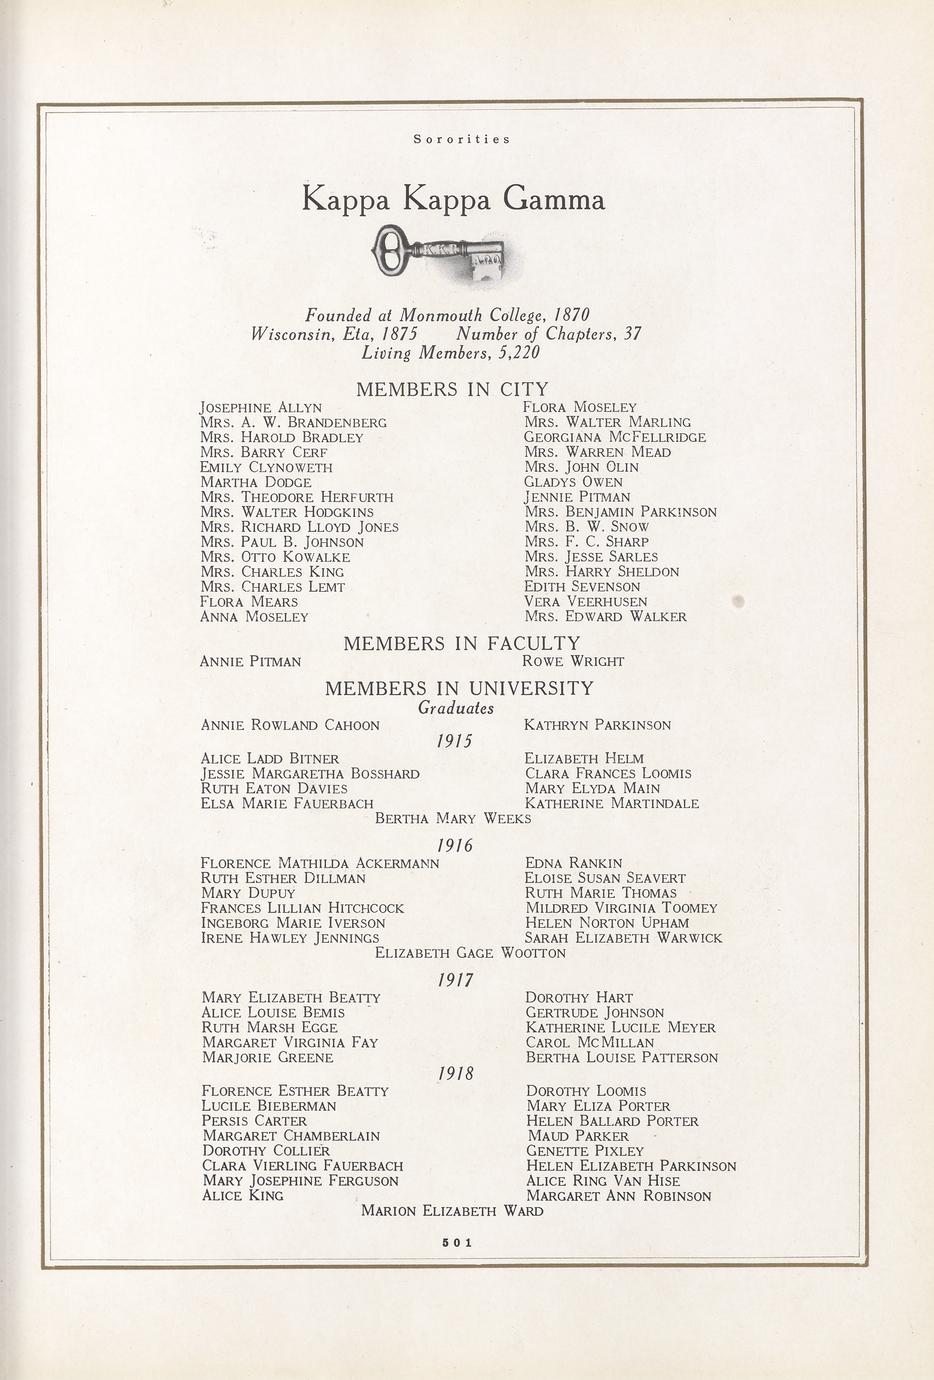 Sororities
Kappa Kappa Gamma
KKΓ
Founded at Monmouth College, 1870
Wisconsin, Eta, 1875 Number of Chapters, 37
Living Members, 5,220
MEMBERS IN CITY
JOSEPHINE ALLYN FLORA MOSELEY
MRS. A. W. BRANDENBERG MRS. WALTER MARLING
MRS. HAROLD BRADLEY GEORGIANA MCFELLRIDGE
MRS. BARRY CERF MRS. WARREN MEAD
EMILY CLYNOWETH MRS. JOHN OLIN
MARTHA DODGE GLADYS OWEN
MRS. THEODORE HERFURTH JENNIE PITMAN
MRS. WALTER HODGKINS MRS. BENJAMIN PARKINSON
MRS. RICHARD LLOYD JONES MRS. B. W. SNOW
MRS. PAUL B. JOHNSON MRS. F. C. SHARP
MRS. OTTO KOWALKE MRS. JESSE SARLES
MRS. CHARLES KING MRS. HARRY SHELDON
MRS. CHARLES LEMT EDITH SEVENSON
FLORA MEARS VERA VEERHUSEN
ANNA MOSELEY MRS. EDWARD WALKER
MEMBERS IN FACULTY
ANNIE PITMAN ROWE WRIGHT
MEMBERS IN UNIVERSITY
Graduates
ANNIE ROWLAND CAHOON KATHRYN PARKINSON
1915
ALICE LADD BITNER ELIZABETH HELM
JESSIE MARGARETHA BOSSHARD CLARA FRANCES LOOMIS
RUTH EATON DAVIES MARY ELYDA MAIN
ELSA MARIE FAUERBACH KATHERINE MARTINDALE
BERTHA MARY WEEKS
1916
FLORENCE MATHILDA ACKERMANN EDNA RANKIN
RUTH ESTHER DILLMAN ELOISE SUSAN SEAVERT
MARY DUPUY RUTH MARIE THOMAS
FRANCES LILLIAN HITCHCOCK MILDRED VIRGINIA TOOMEY
INGEBORG MARIE IVERSON HELEN NORTON UPHAM
IRENE HAWLEY JENNINGS SARAH ELIZABETH WARWICK
ELIZABETH GAGE WOOTTON
1917
MARY ELIZABETH BEATTY DOROTHY HART
ALICE LOUISE BEMIS GERTRUDE JOHNSON
RUTH MARSH EGGE KATHERINE LUCILE MEYER
MARGARET VIRGINIA FAY CAROL MCMILLAN
MARJORIE GREENE BERTHA LOUISE PATTERSON
1918
FLORENCE ESTHER BEATTY DOROTHY LOOMIS
LUCILE BIEBERMAN MARY ELIZA PORTER
PERSIS CARTER HELEN BALLARD PORTER
MARGARET CHAMBERLAIN MAUD PARKER
DOROTHY COLLIER GENETTE PIXLEY
CLARA VIERLING FAUERBACH HELEN ELIZABETH PARKINSON
MARY JOSEPHINE FERGUSON ALICE RING VAN HISE
ALICE KING MARGARET ANN ROBINSON
MARION ELIZABETH WARD
501